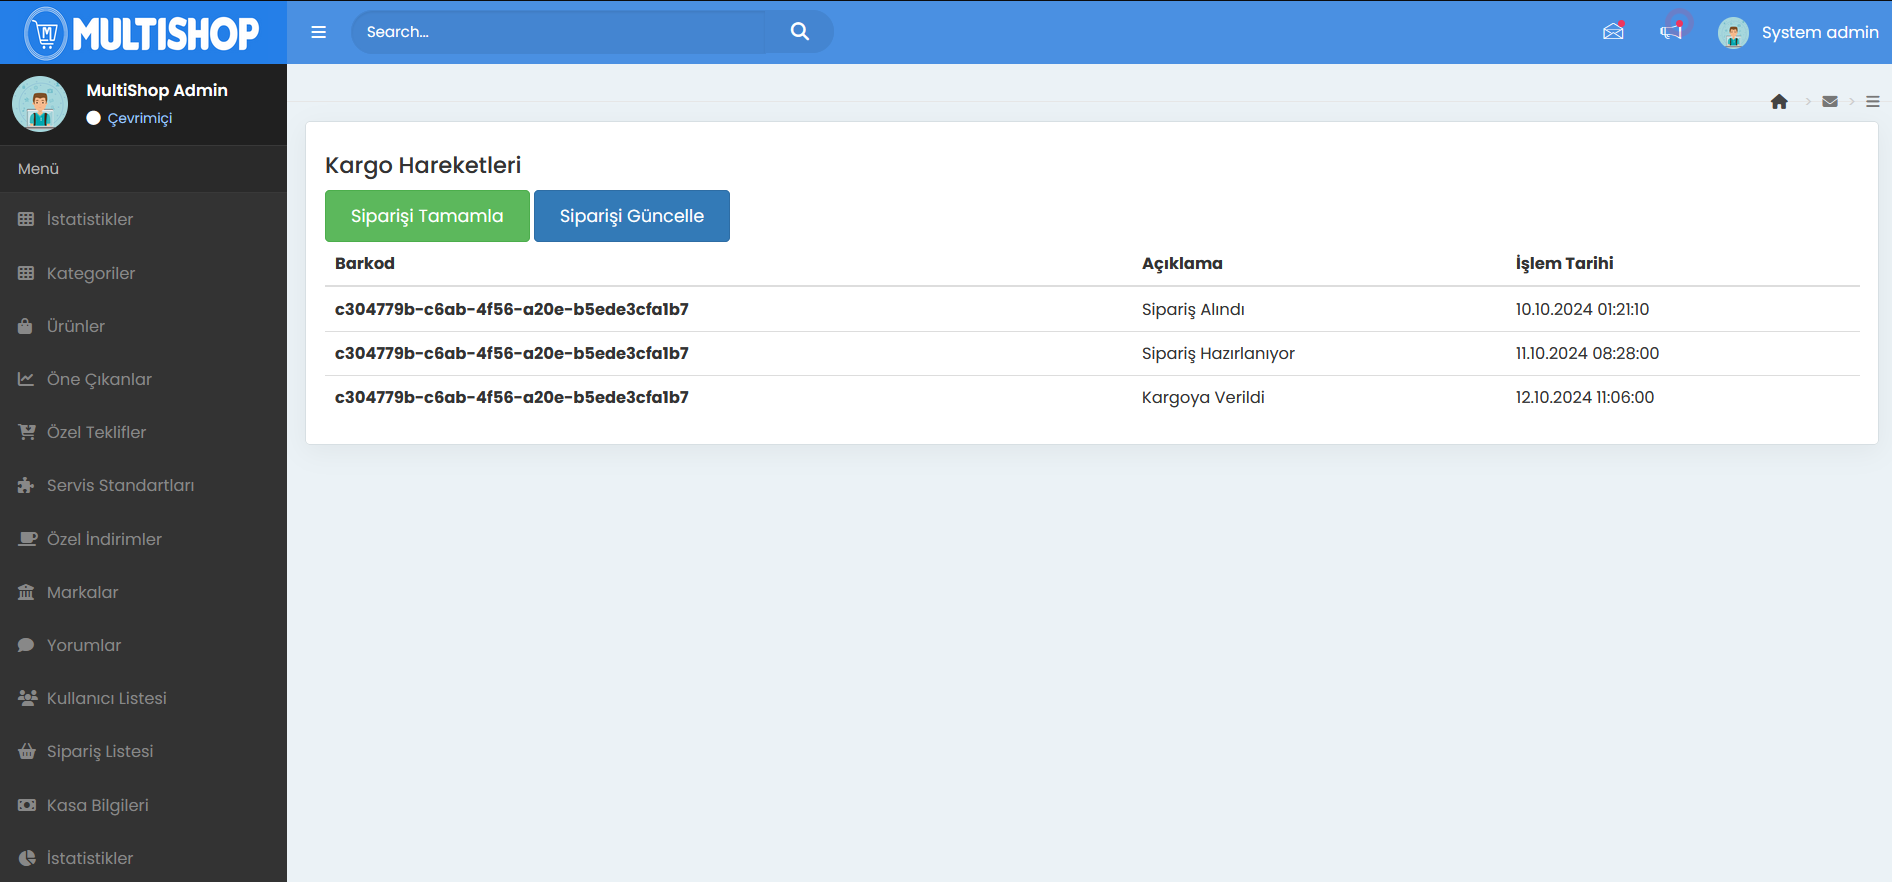 MULTISHOP
Search...
System admin
MultiShop Admin
Çevrimiçi
Menü
İstatistikler
Kategoriler
Ürünler
Öne Çıkanlar
Özel Teklifler
Servis Standartları
Özel İndirimler
Markalar
Yorumlar
Kullanıcı Listesi
Sipariş Listesi
Kasa Bilgileri
İstatistikler
Kargo Hareketleri
Siparişi Tamamla Siparişi Güncelle
Barkod Açıklama İşlem Tarihi
c304779b-c6ab-4f56-a20e-b5ede3cfa1b7 Sipariş Alındı 10.10.2024 01:21:10
c304779b-c6ab-4f56-a20e-b5ede3cfa1b7 Sipariş Hazırlanıyor 11.10.2024 08:28:00
c304779b-c6ab-4f56-a20e-b5ede3cfa1b7 Kargoya Verildi 12.10.2024 11:06:00